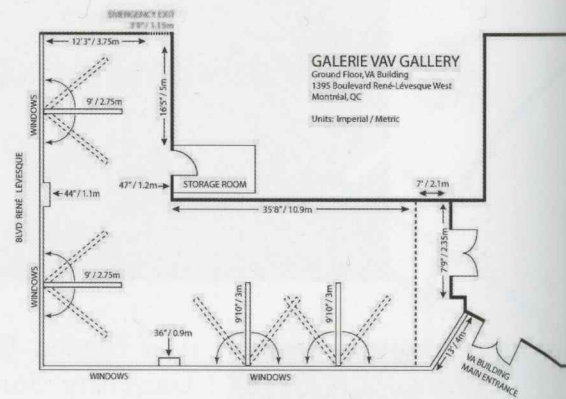 EMERGENCY EXIT
3'9"/ 1.15m
12'3"/ 3.75m
GALERIE VAV GALLERY
Ground Floor, VA Building
1395 Boulevard René-Lévesque West
Montréal, QC
Units: Imperial / Metric
16'5"/ 5m
WINDOWS
9' / 2.75m
BLVD RENÉ LEVESQUE
44"/ 1.1m
47"/ 1.2m
STORAGE ROOM
7' / 2.1m
35'8"/ 10.9m
7'9"/ 2.35m
WINDOWS
9' / 2.75m
9'10"/ 3m
9'10"/ 3m
36"/ 0.9m
13'/ 4m
VA BUILDING
MAIN ENTRANCE
WINDOWS
WINDOWS